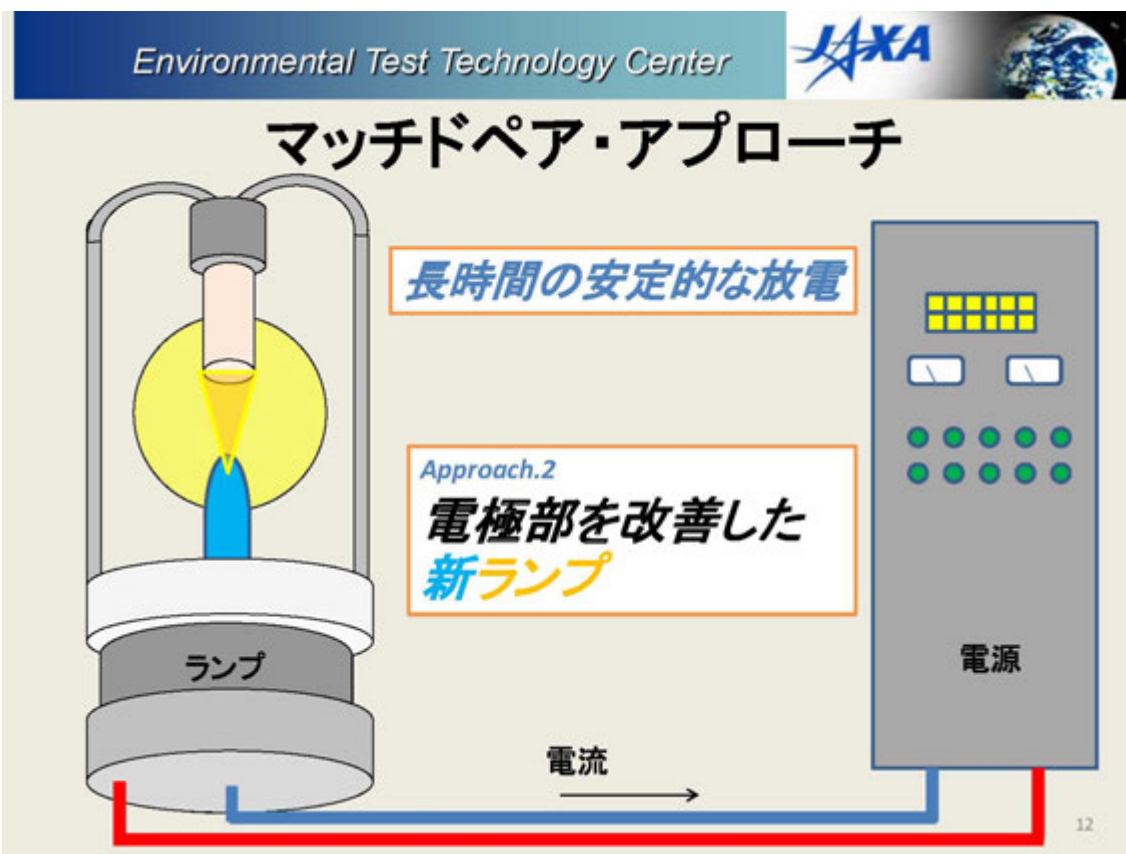 Environmental Test Technology Center
JAXA
マッチドペア・アプローチ
長時間の安定的な放電
Approach.2
電極部を改善した
新ランプ
ランプ
電源
電流
12